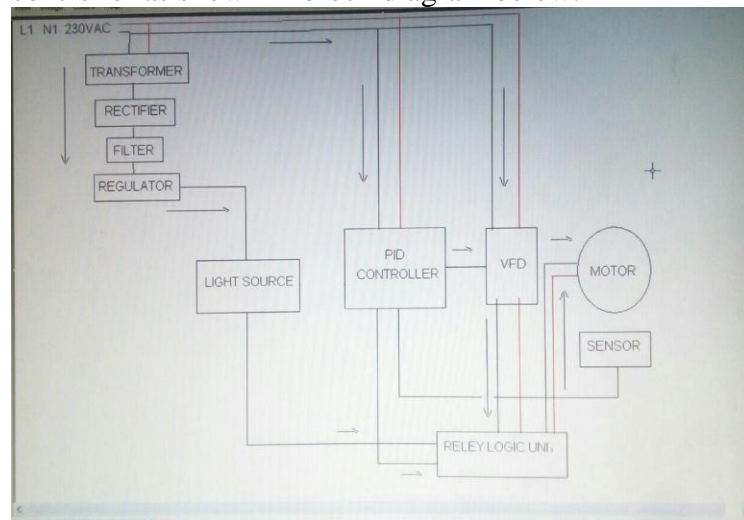 L1 N1 230VAC
TRANSFORMER
RECTIFIER
FILTER
REGULATOR
LIGHT SOURCE
PID
CONTROLLER
VFD
MOTOR
SENSOR
RELEY LOGIC UNI